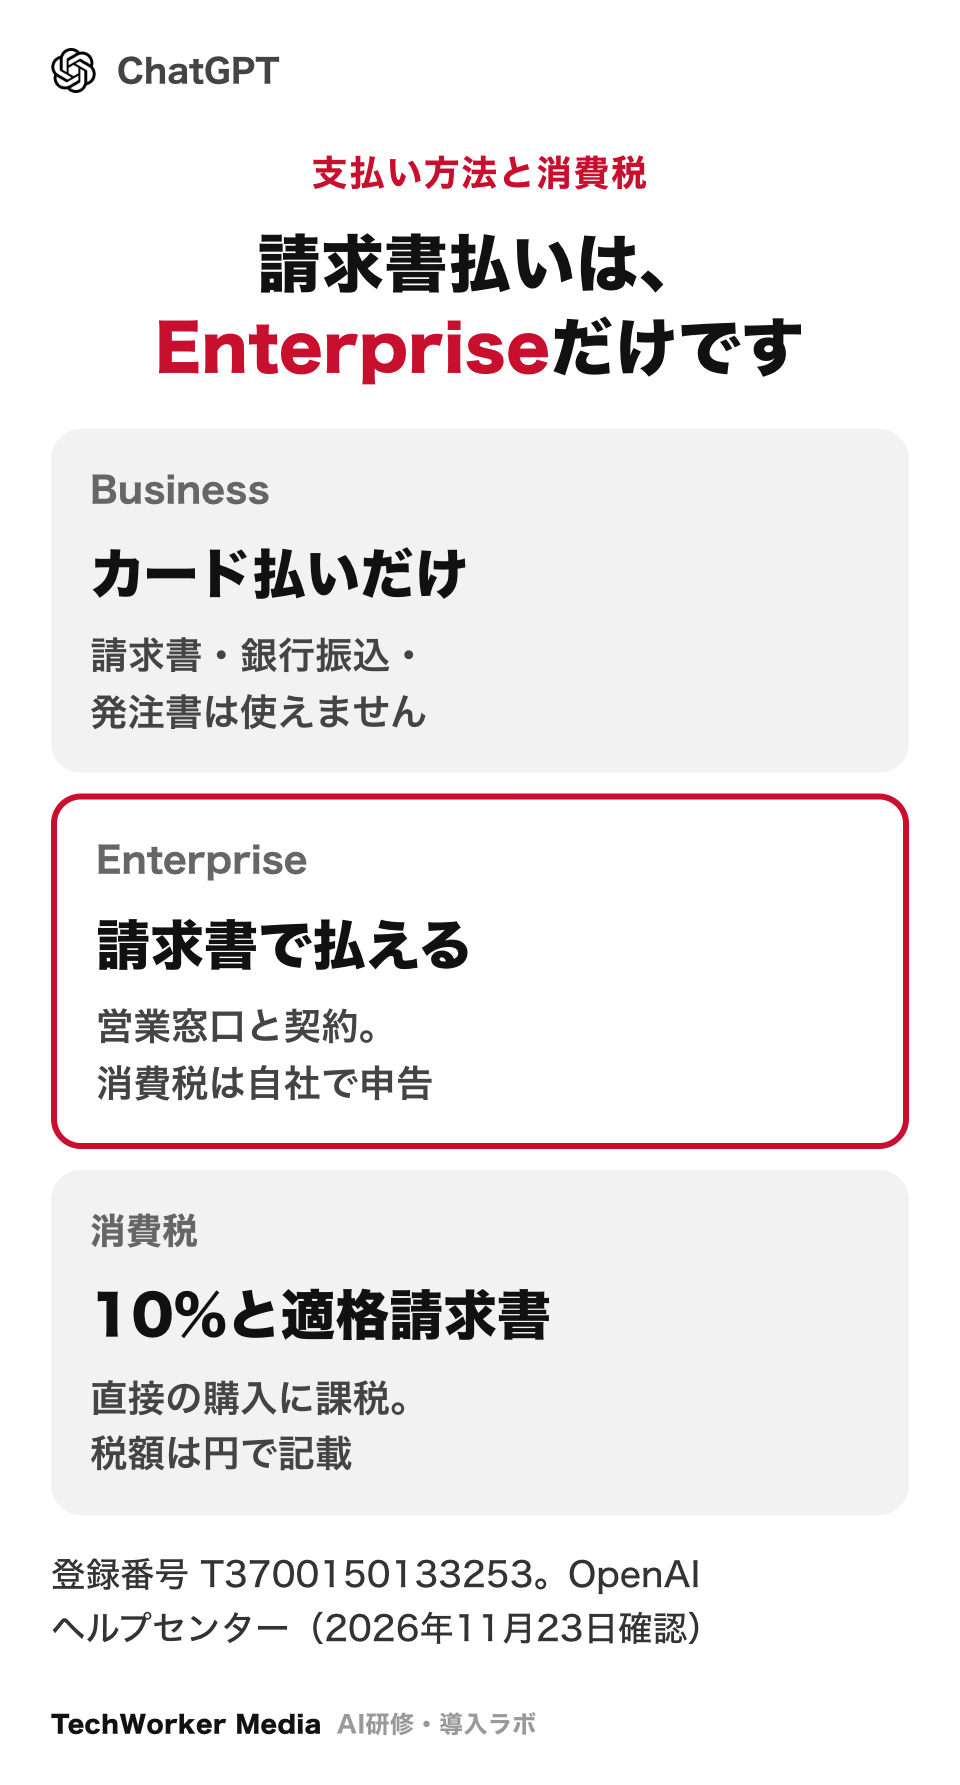 ChatGPT
支払い方法と消費税
請求書払いは、
Enterpriseだけです
Business
カード払いだけ
請求書・銀行振込・
発注書は使えません
Enterprise
請求書で払える
営業窓口と契約。
消費税は自社で申告
消費税
10%と適格請求書
直接の購入に課税。
税額は円で記載
登録番号 T3700150133253。OpenAI
ヘルプセンター（2026年11月23日確認）
TechWorker Media AI研修・導入ラボ